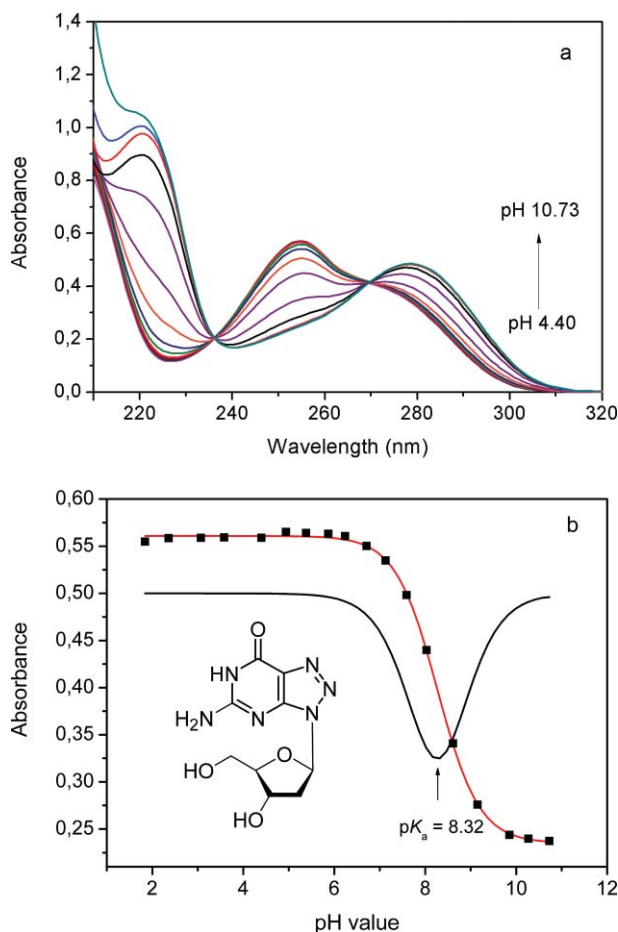 a
1,4
1,2
1,0
0,8
0,6
0,4
0,2
0,0
Absorbance
pH 10.73
pH 4.40
220 240 260 280 300 320
Wavelength (nm)
b
0,60
0,55
0,50
0,45
0,40
0,35
0,30
0,25
Absorbance
O
HN
N
N
H₂N
N
N
HO
O
HO
pKₐ = 8.32
2 4 6 8 10 12
pH value